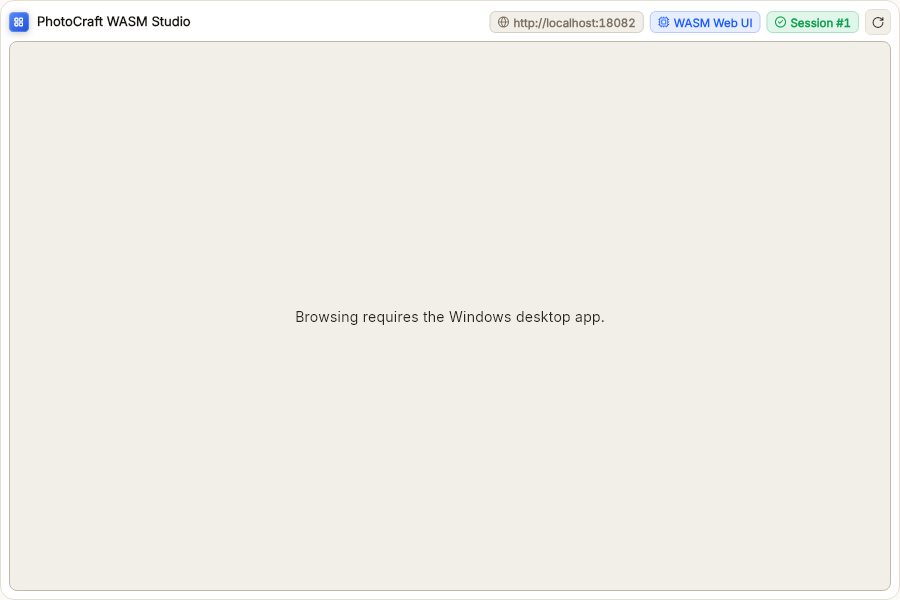 PhotoCraft WASM Studio
http://localhost:18082
WASM Web UI
Session #1
Browsing requires the Windows desktop app.